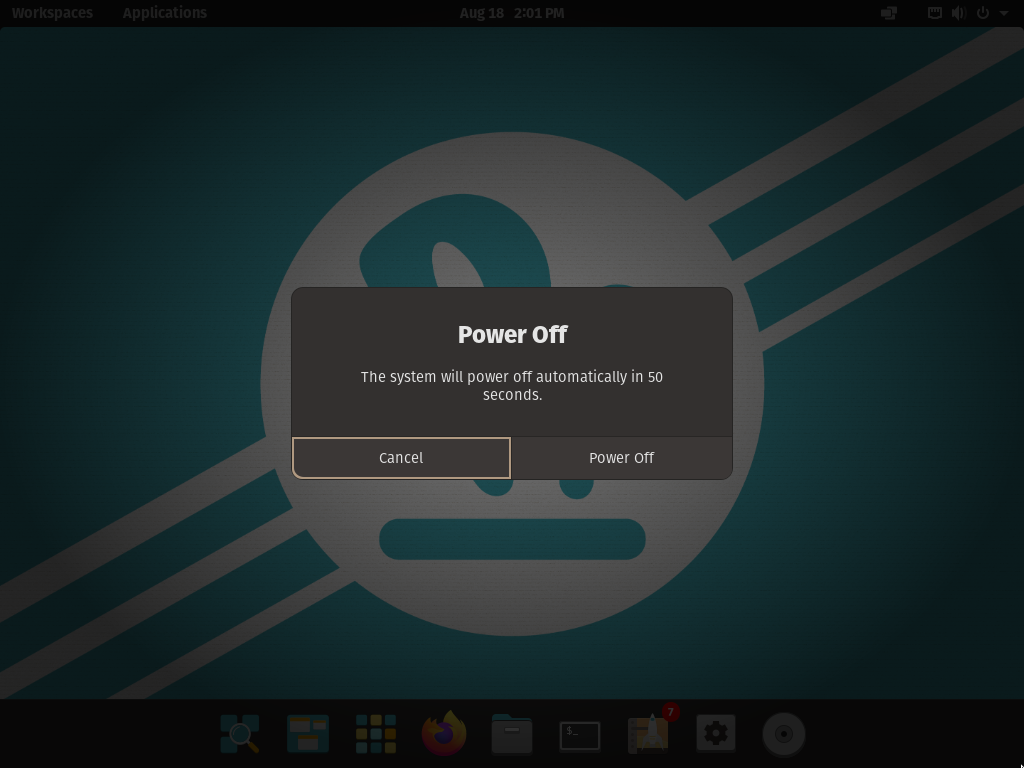 Workspaces Applications Aug 18 2:01 PM
Power Off
The system will power off automatically in 50
seconds.
Cancel Power Off
$_
7